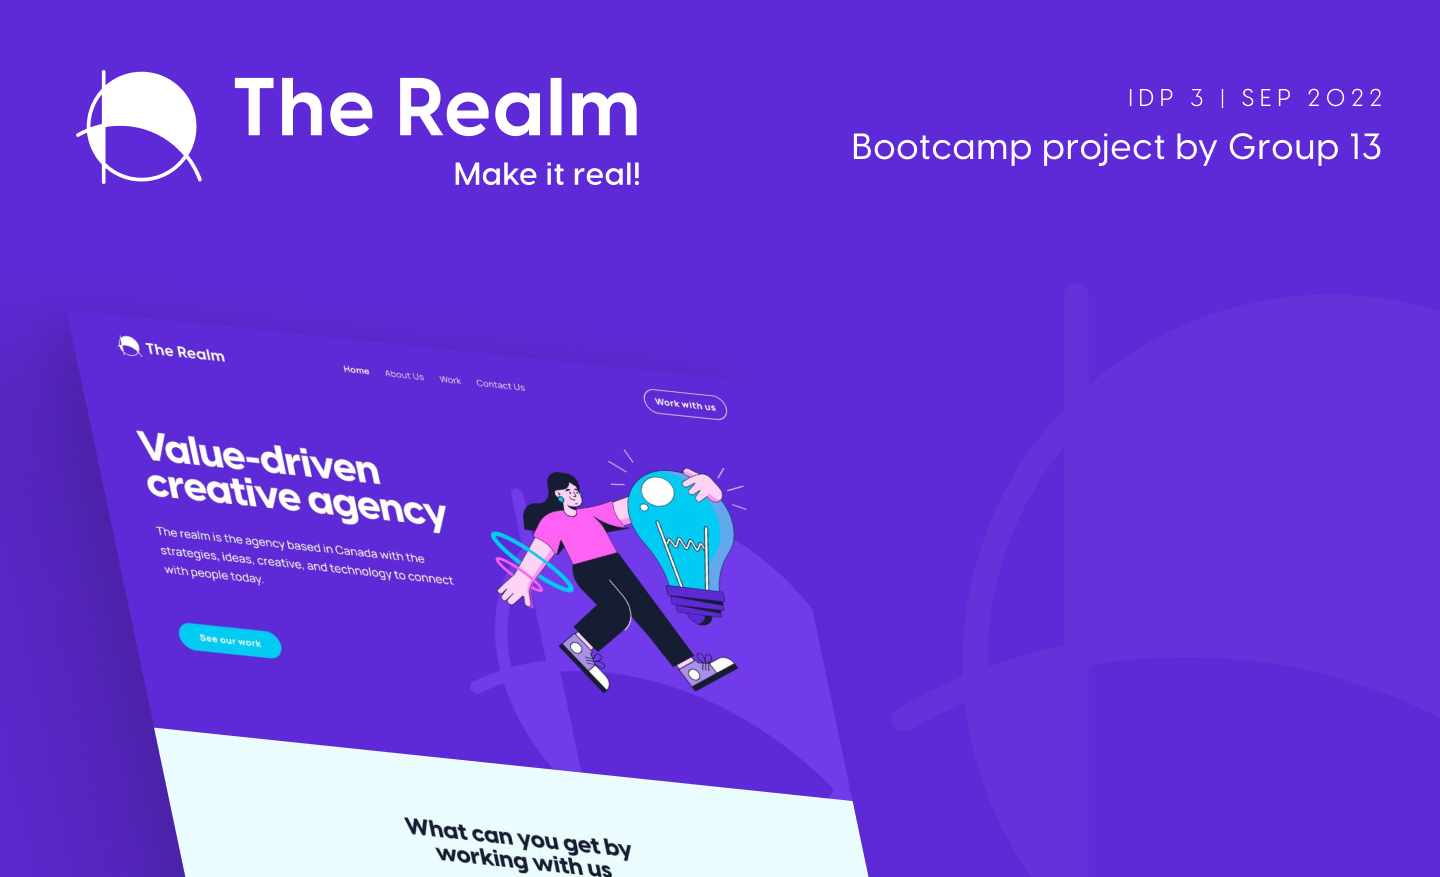 The Realm
Make it real!
IDP 3 | SEP 2022
Bootcamp project by Group 13
The Realm
Home About Us Work Contact Us
Work with us
Value-driven
creative agency
The realm is the agency based in Canada with the
strategies, ideas, creative, and technology to connect
with people today.
See our work
What can you get by
working with us